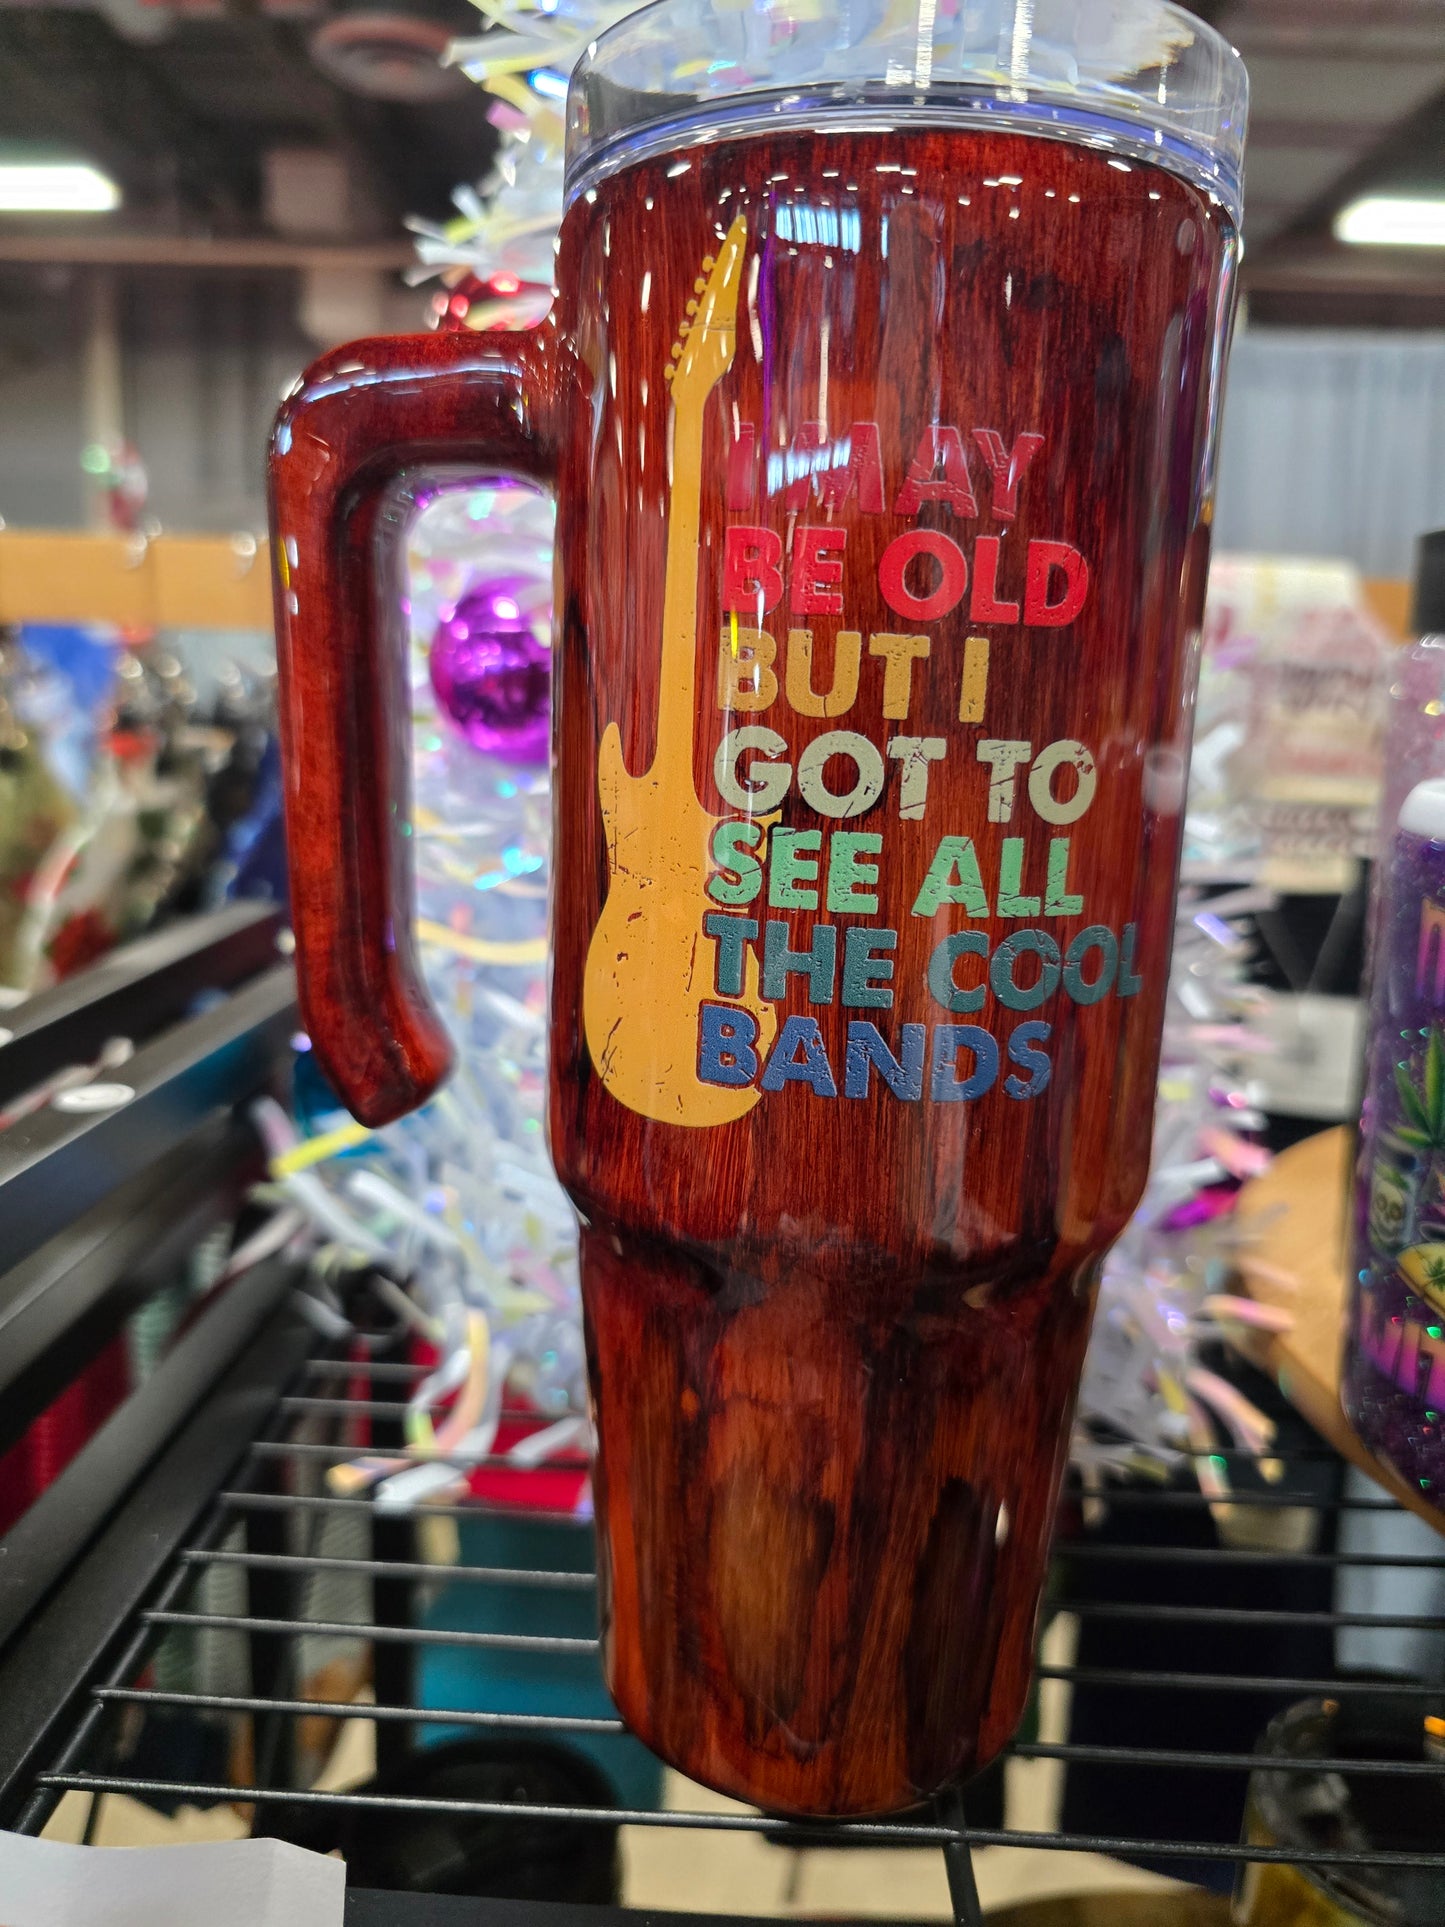 I MAY
BE OLD
BUT I
GOT TO
SEE ALL
THE COOL
BANDS